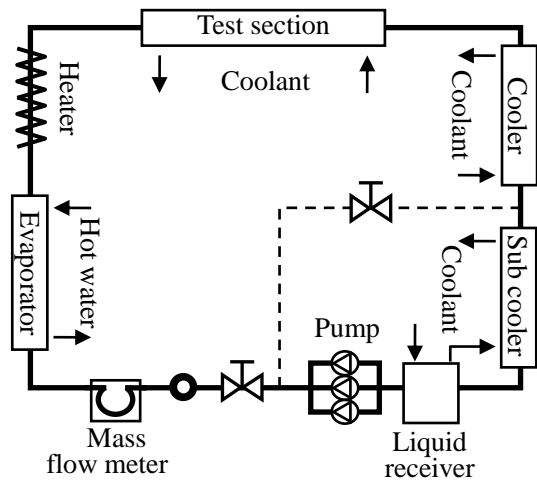 Test section
Coolant
Heater
Cooler
Coolant
Evaporator
Hot water
Sub cooler
Coolant
Pump
Mass
flow meter
Liquid
receiver